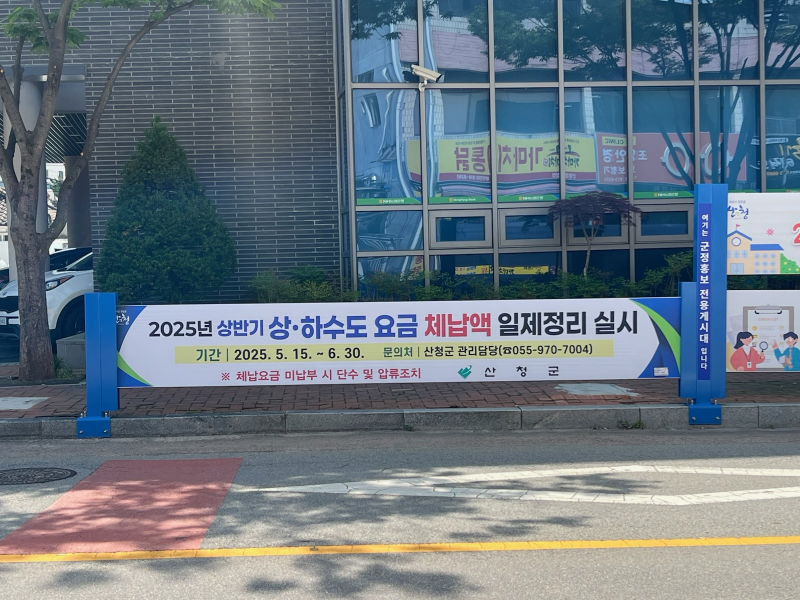 2025년 상반기 상·하수도 요금 체납액 일제정리 실시
기간 | 2025. 5. 15. ~ 6. 30. 문의처 | 산청군 관리담당(☎055-970-7004)
※ 체납요금 미납부 시 단수 및 압류조치
산청군
여기는 군정홍보 전용게시대 입니다
산청
2